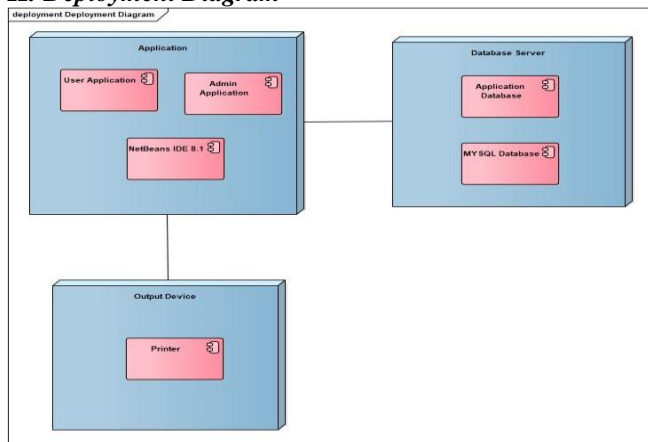 Deployment Diagram
deployment Deployment Diagram
Application
User Application
Admin
Application
NetBeans IDE 8.1
Database Server
Application
Database
MYSQL Database
Output Device
Printer